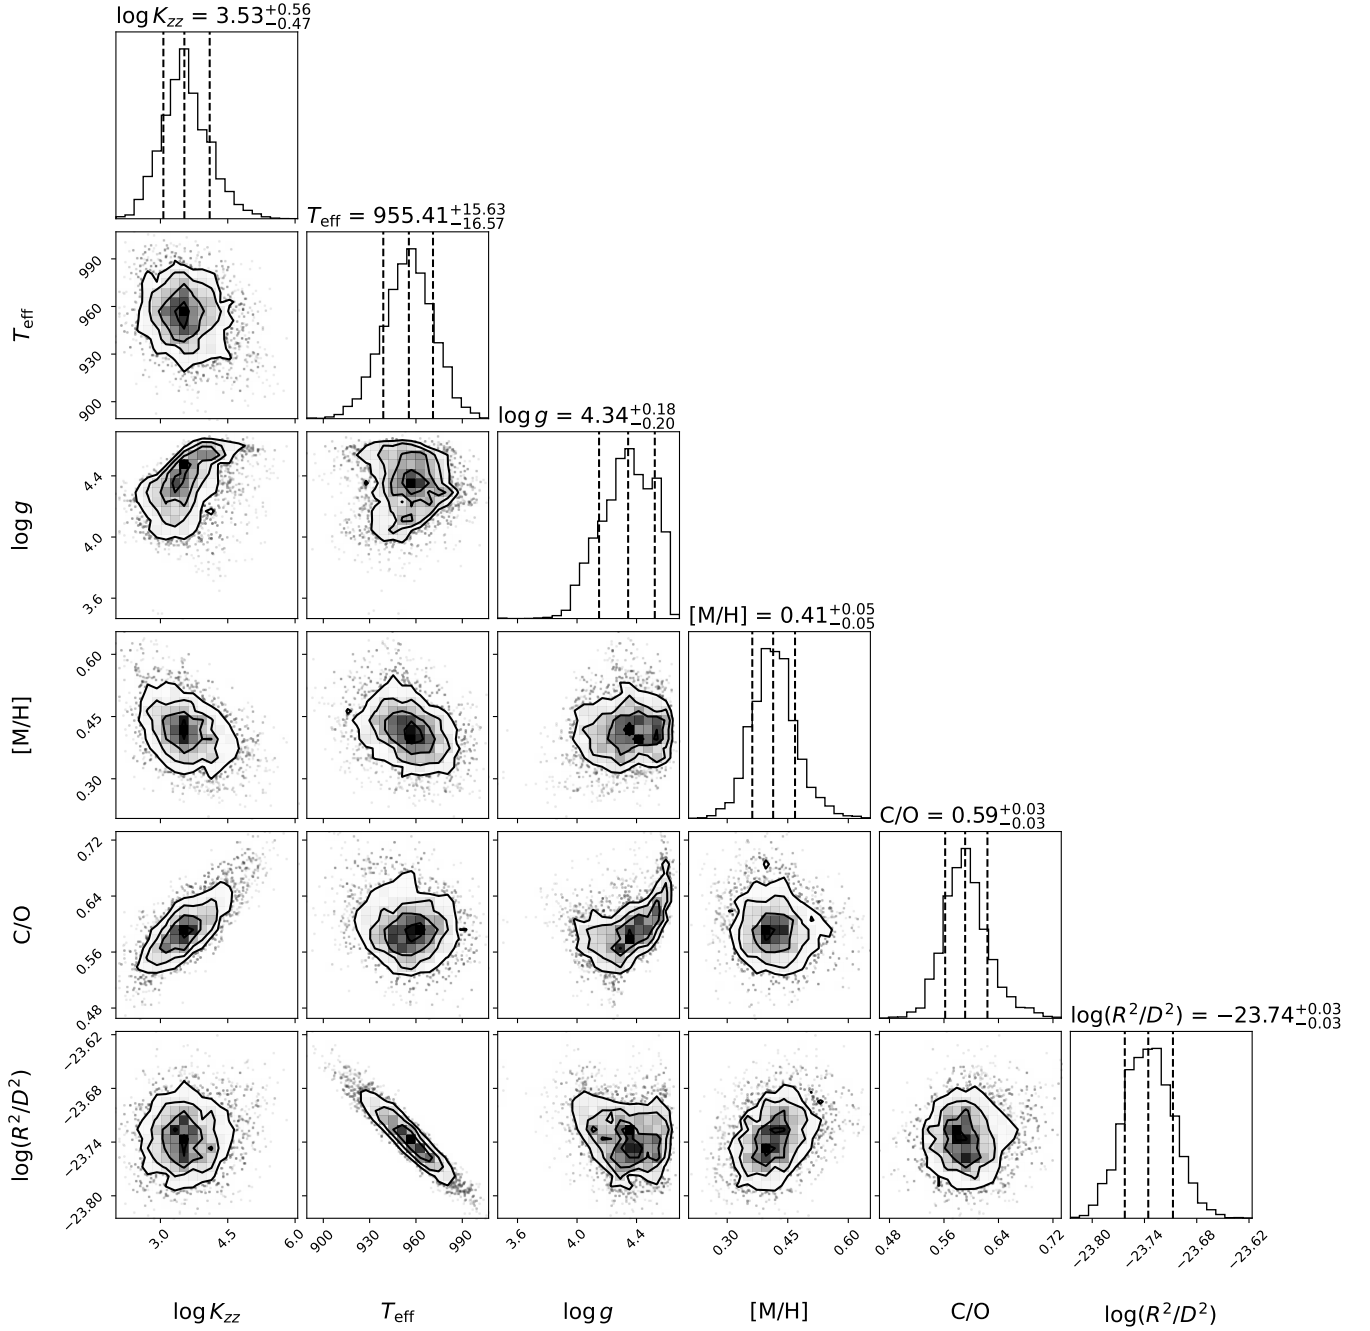 log K_zz = 3.53^{+0.56}_{−0.47}
T_eff = 955.41^{+15.63}_{−16.57}
990
960
930
900
T_eff
log g = 4.34^{+0.18}_{−0.20}
4.4
4.0
3.6
log g
[M/H] = 0.41^{+0.05}_{−0.05}
0.60
0.45
0.30
[M/H]
C/O = 0.59^{+0.03}_{−0.03}
0.72
0.64
0.56
0.48
C/O
log(R²/D²) = −23.74^{+0.03}_{−0.03}
−23.62
−23.68
−23.74
−23.80
log(R²/D²)
3.0 4.5 6.0 900 930 960 990 3.6 4.0 4.4 0.30 0.45 0.60 0.48 0.56 0.64 0.72 −23.80 −23.74 −23.68 −23.62
log K_zz T_eff log g [M/H] C/O log(R²/D²)